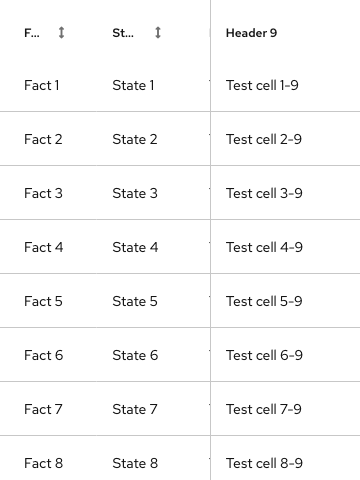 F... St... Header 9
Fact 1 State 1 Test cell 1-9
Fact 2 State 2 Test cell 2-9
Fact 3 State 3 Test cell 3-9
Fact 4 State 4 Test cell 4-9
Fact 5 State 5 Test cell 5-9
Fact 6 State 6 Test cell 6-9
Fact 7 State 7 Test cell 7-9
Fact 8 State 8 Test cell 8-9